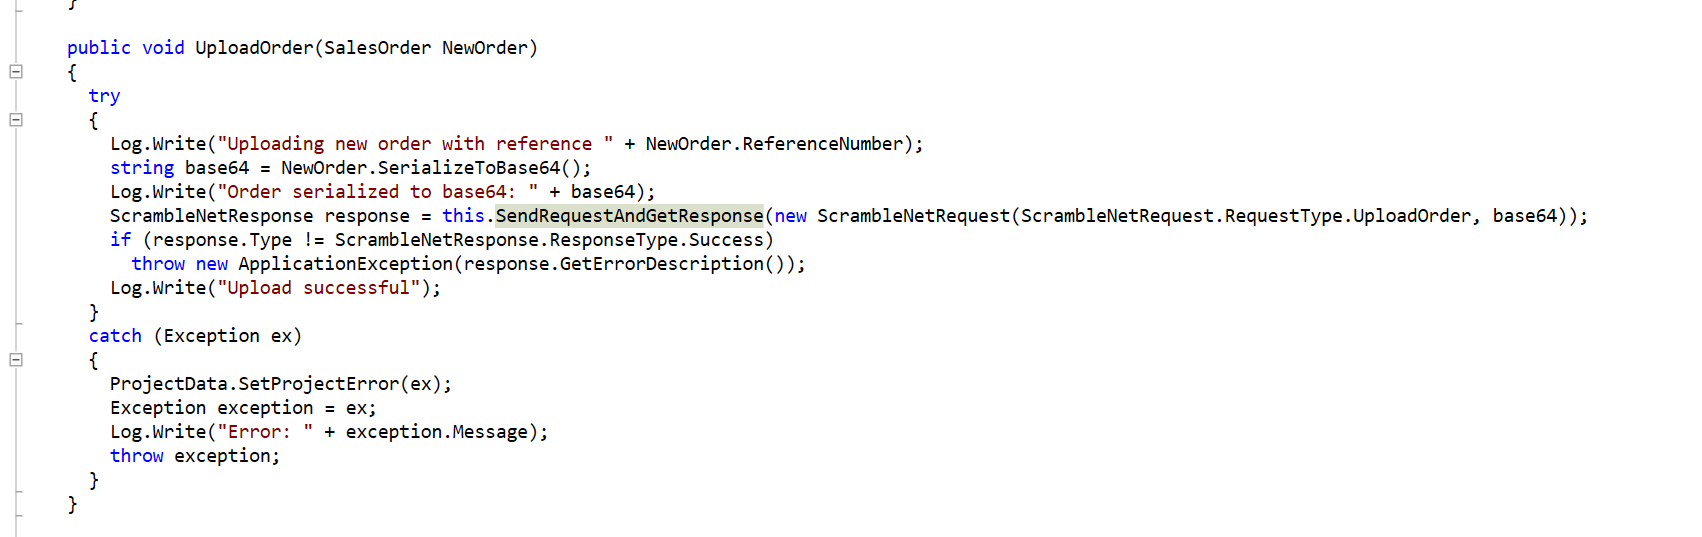 }
public void UploadOrder(SalesOrder NewOrder)
{
try
{
Log.Write("Uploading new order with reference " + NewOrder.ReferenceNumber);
string base64 = NewOrder.SerializeToBase64();
Log.Write("Order serialized to base64: " + base64);
ScrambleNetResponse response = this.SendRequestAndGetResponse(new ScrambleNetRequest(ScrambleNetRequest.RequestType.UploadOrder, base64));
if (response.Type != ScrambleNetResponse.ResponseType.Success)
throw new ApplicationException(response.GetErrorDescription());
Log.Write("Upload successful");
}
catch (Exception ex)
{
ProjectData.SetProjectError(ex);
Exception exception = ex;
Log.Write("Error: " + exception.Message);
throw exception;
}
}